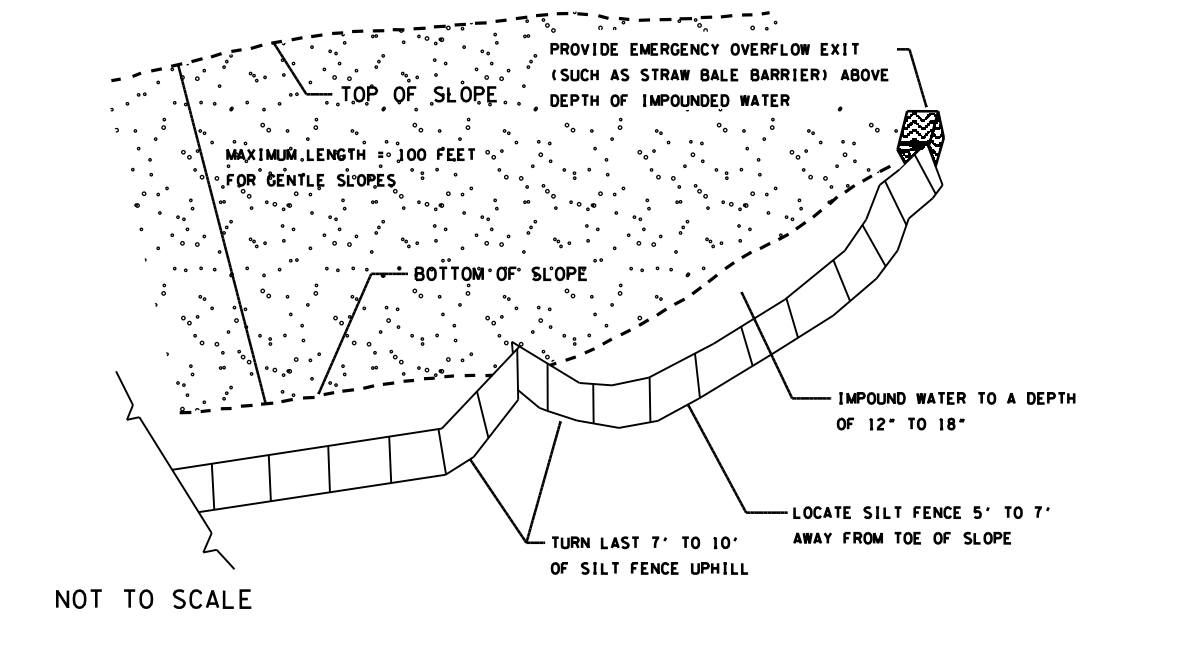 PROVIDE EMERGENCY OVERFLOW EXIT
(SUCH AS STRAW BALE BARRIER) ABOVE
DEPTH OF IMPOUNDED WATER
TOP OF SLOPE
MAXIMUM LENGTH = 100 FEET
FOR GENTLE SLOPES
BOTTOM OF SLOPE
IMPOUND WATER TO A DEPTH
OF 12" TO 18"
LOCATE SILT FENCE 5' TO 7'
AWAY FROM TOE OF SLOPE
TURN LAST 7' TO 10'
OF SILT FENCE UPHILL
NOT TO SCALE